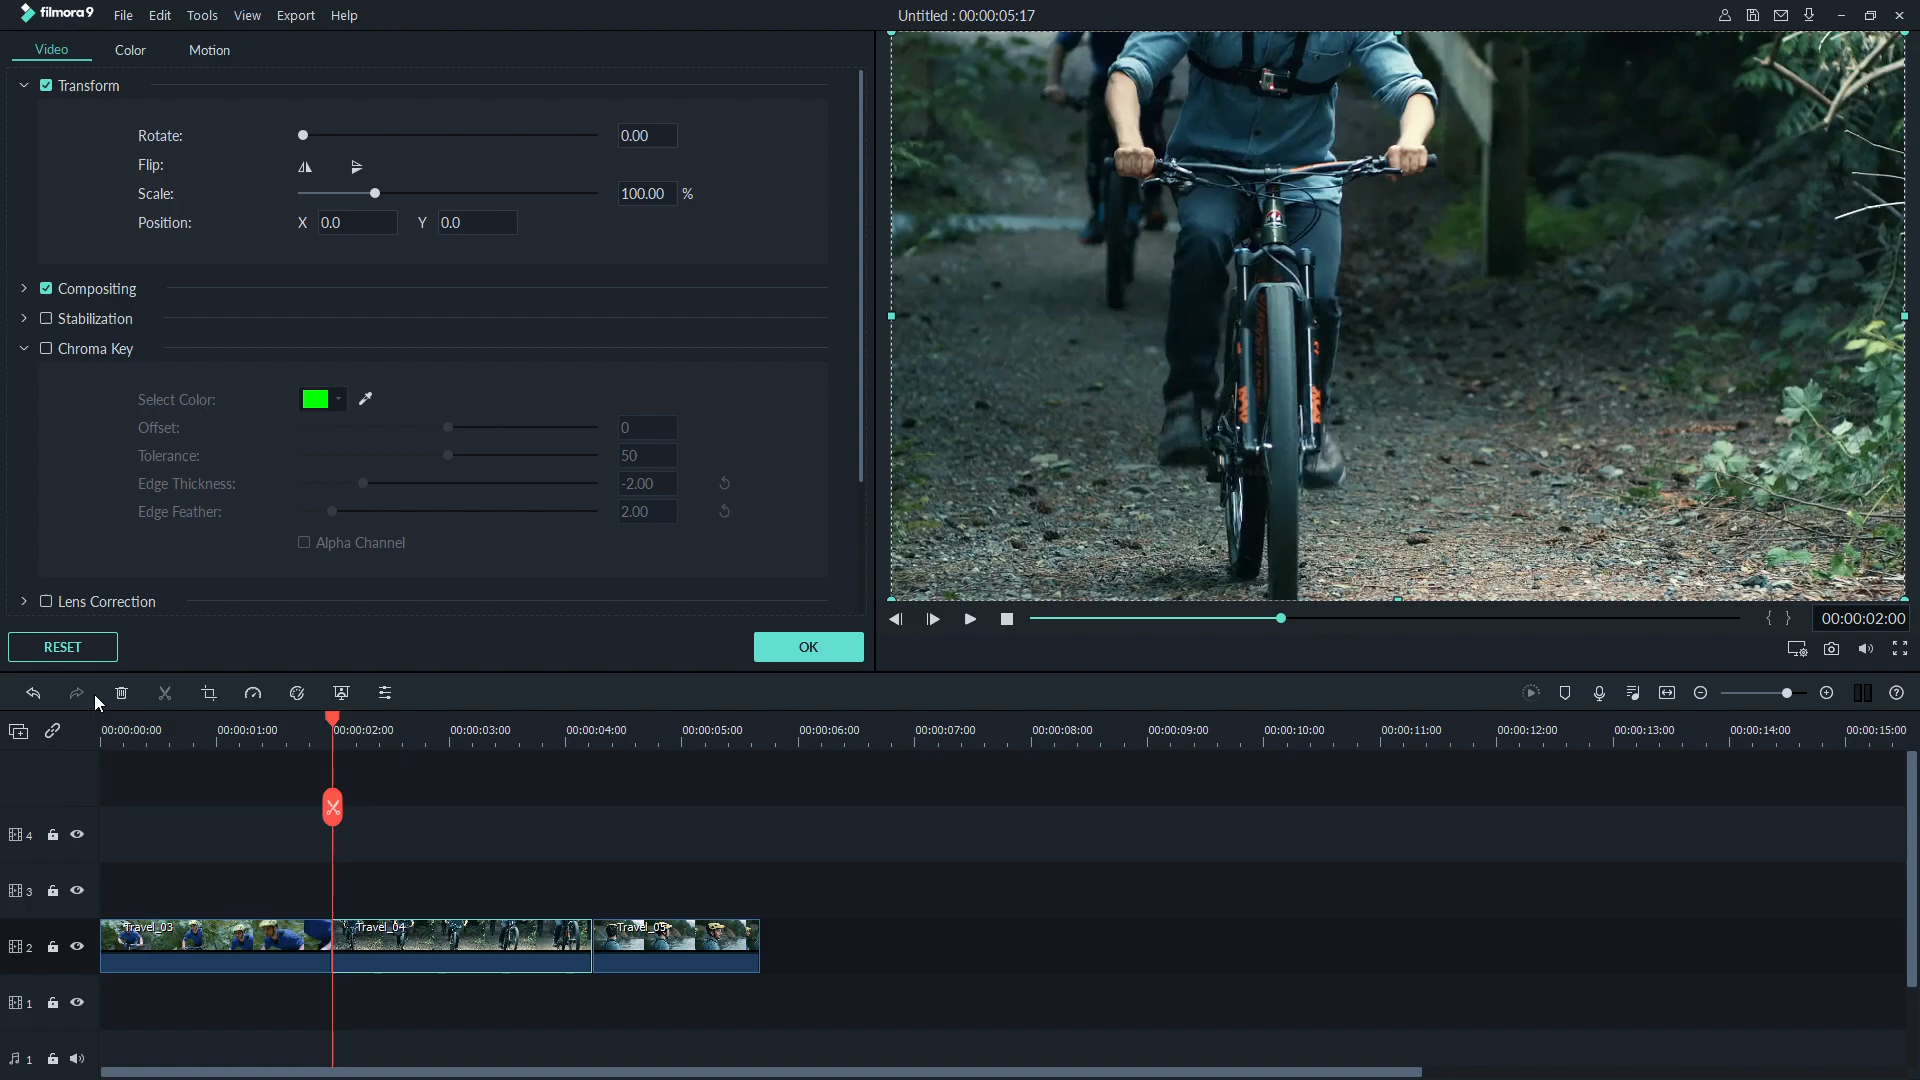 filmora9 File Edit Tools View Export Help Untitled : 00:00:05:17
Video Color Motion
Transform
Rotate: 0.00
Flip:
Scale: 100.00 %
Position: X 0.0 Y 0.0
Compositing
Stabilization
Chroma Key
Select Color:
Offset: 0
Tolerance: 50
Edge Thickness: -2.00
Edge Feather: 2.00
Alpha Channel
Lens Correction
RESET OK
{ } 00:00:02:00
00:00:00:00 00:00:01:00 00:00:02:00 00:00:03:00 00:00:04:00 00:00:05:00 00:00:06:00 00:00:07:00 00:00:08:00 00:00:09:00 00:00:10:00 00:00:11:00 00:00:12:00 00:00:13:00 00:00:14:00 00:00:15:00
4
3
Travel_03 Travel_04 Travel_05
2
1
1